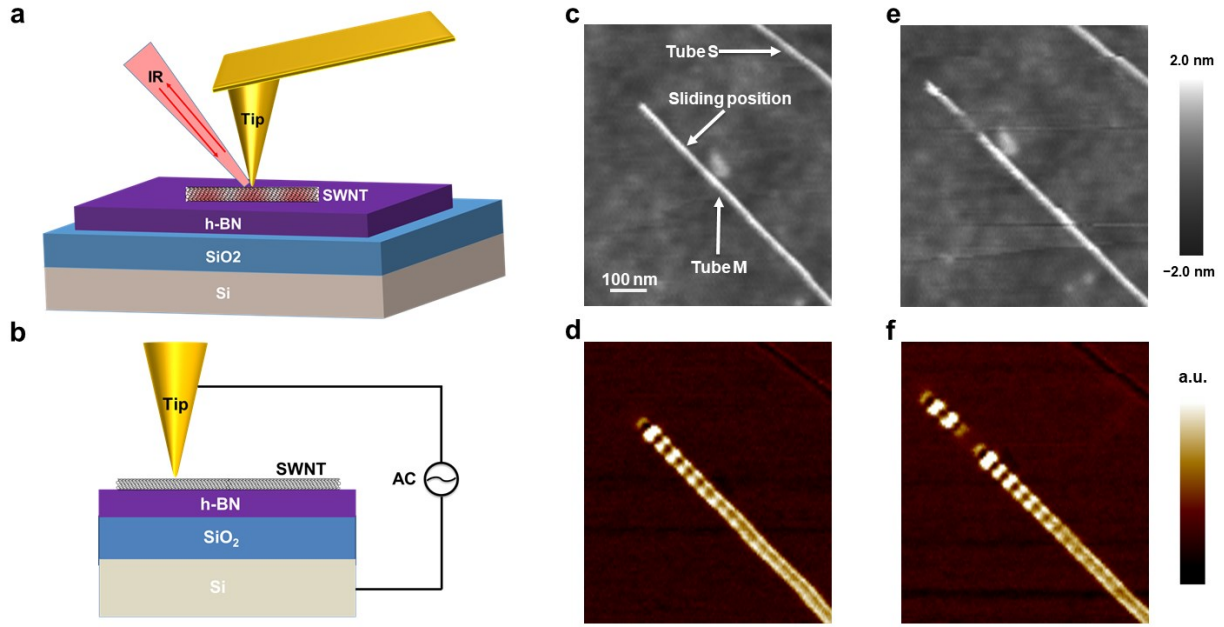 a
IR
Tip
SWNT
h-BN
SiO2
Si
b
Tip
SWNT
h-BN
SiO₂
Si
AC
c
Tube S
Sliding position
Tube M
100 nm
d
e
2.0 nm
−2.0 nm
f
a.u.